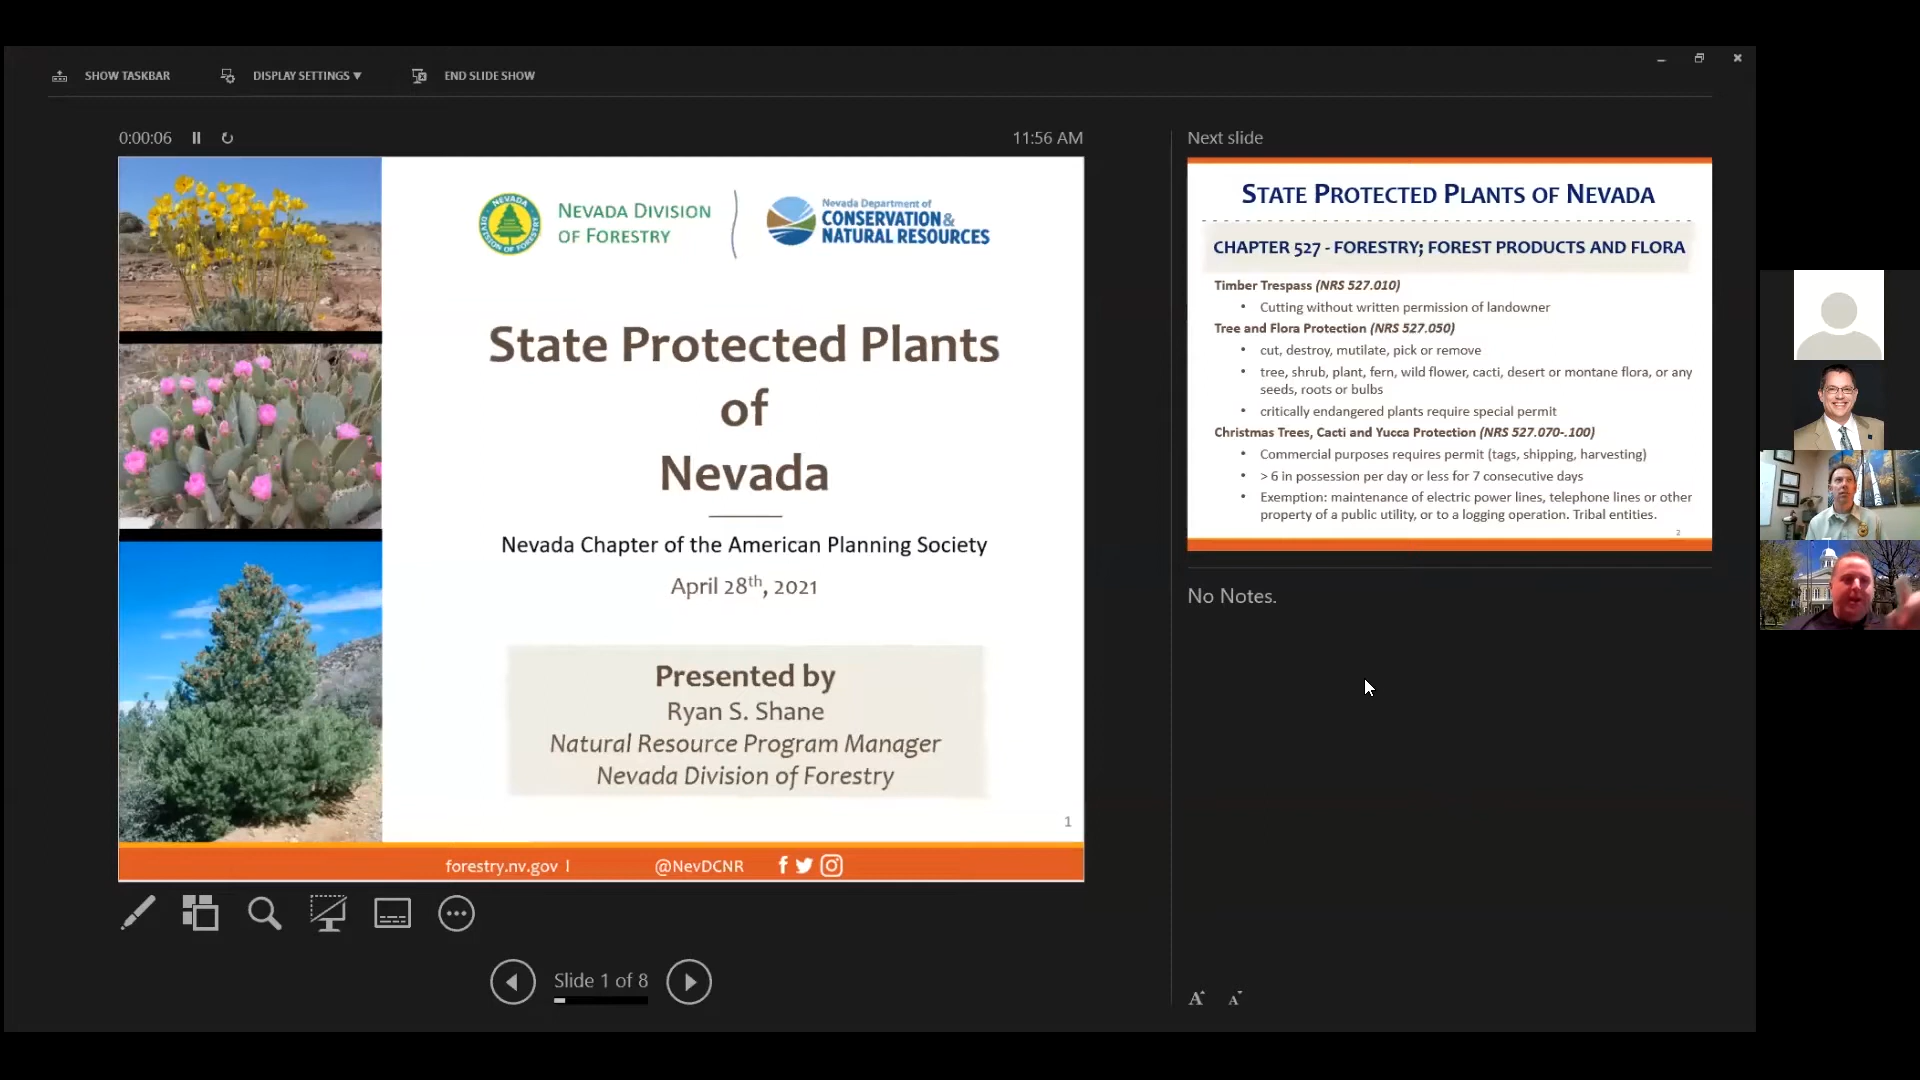 SHOW TASKBAR
DISPLAY SETTINGS ▼
END SLIDE SHOW
0:00:06
11:56 AM
NEVADA DIVISION
OF FORESTRY
NEVADA
DIVISION OF FORESTRY
Nevada Department of
CONSERVATION &
NATURAL RESOURCES
State Protected Plants
of
Nevada
Nevada Chapter of the American Planning Society
April 28th, 2021
Presented by
Ryan S. Shane
Natural Resource Program Manager
Nevada Division of Forestry
1
forestry.nv.gov |
@NevDCNR
Slide 1 of 8
Next slide
STATE PROTECTED PLANTS OF NEVADA
CHAPTER 527 - FORESTRY; FOREST PRODUCTS AND FLORA
Timber Trespass (NRS 527.010)
• Cutting without written permission of landowner
Tree and Flora Protection (NRS 527.050)
• cut, destroy, mutilate, pick or remove
• tree, shrub, plant, fern, wild flower, cacti, desert or montane flora, or any
seeds, roots or bulbs
• critically endangered plants require special permit
Christmas Trees, Cacti and Yucca Protection (NRS 527.070-.100)
• Commercial purposes requires permit (tags, shipping, harvesting)
• > 6 in possession per day or less for 7 consecutive days
• Exemption: maintenance of electric power lines, telephone lines or other
property of a public utility, or to a logging operation. Tribal entities.
2
No Notes.
A A